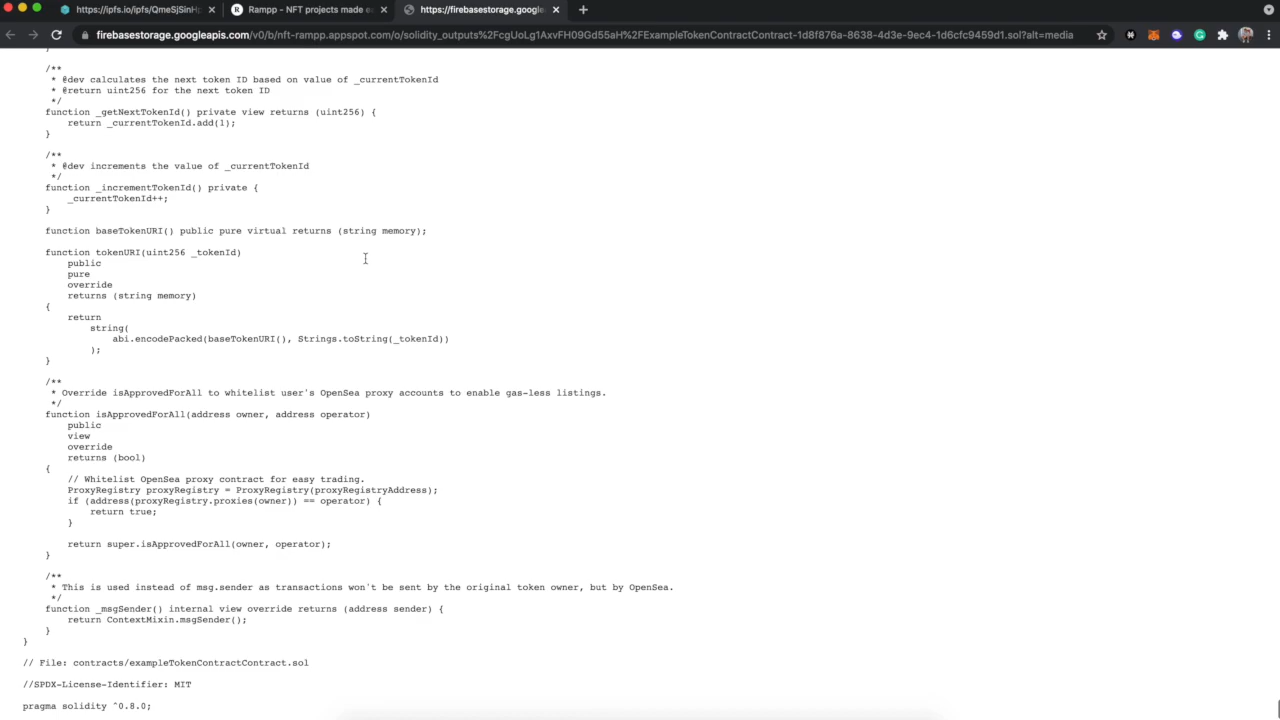 https://ipfs.io/ipfs/QmeSjSinHc
Rampp - NFT projects made ea
https://firebasestorage.google
firebasestorage.googleapis.com/v0/b/nft-rampp.appspot.com/o/solidity_outputs%2FcgUoLg1AxvFH09Gd55aH%2FExampleTokenContractContract-1d8f876a-8638-4d3e-9ec4-1d6cfc9459d1.sol?alt=media
}
/**
* @dev calculates the next token ID based on value of _currentTokenId
* @return uint256 for the next token ID
*/
function _getNextTokenId() private view returns (uint256) {
return _currentTokenId.add(1);
}
/**
* @dev increments the value of _currentTokenId
*/
function _incrementTokenId() private {
_currentTokenId++;
}
function baseTokenURI() public pure virtual returns (string memory);
function tokenURI(uint256 _tokenId)
public
pure
override
returns (string memory)
{
return
string(
abi.encodePacked(baseTokenURI(), Strings.toString(_tokenId))
);
}
/**
* Override isApprovedForAll to whitelist user's OpenSea proxy accounts to enable gas-less listings.
*/
function isApprovedForAll(address owner, address operator)
public
view
override
returns (bool)
{
// Whitelist OpenSea proxy contract for easy trading.
ProxyRegistry proxyRegistry = ProxyRegistry(proxyRegistryAddress);
if (address(proxyRegistry.proxies(owner)) == operator) {
return true;
}
return super.isApprovedForAll(owner, operator);
}
/**
* This is used instead of msg.sender as transactions won't be sent by the original token owner, but by OpenSea.
*/
function _msgSender() internal view override returns (address sender) {
return ContextMixin.msgSender();
}
}
// File: contracts/exampleTokenContractContract.sol
//SPDX-License-Identifier: MIT
pragma solidity ^0.8.0;